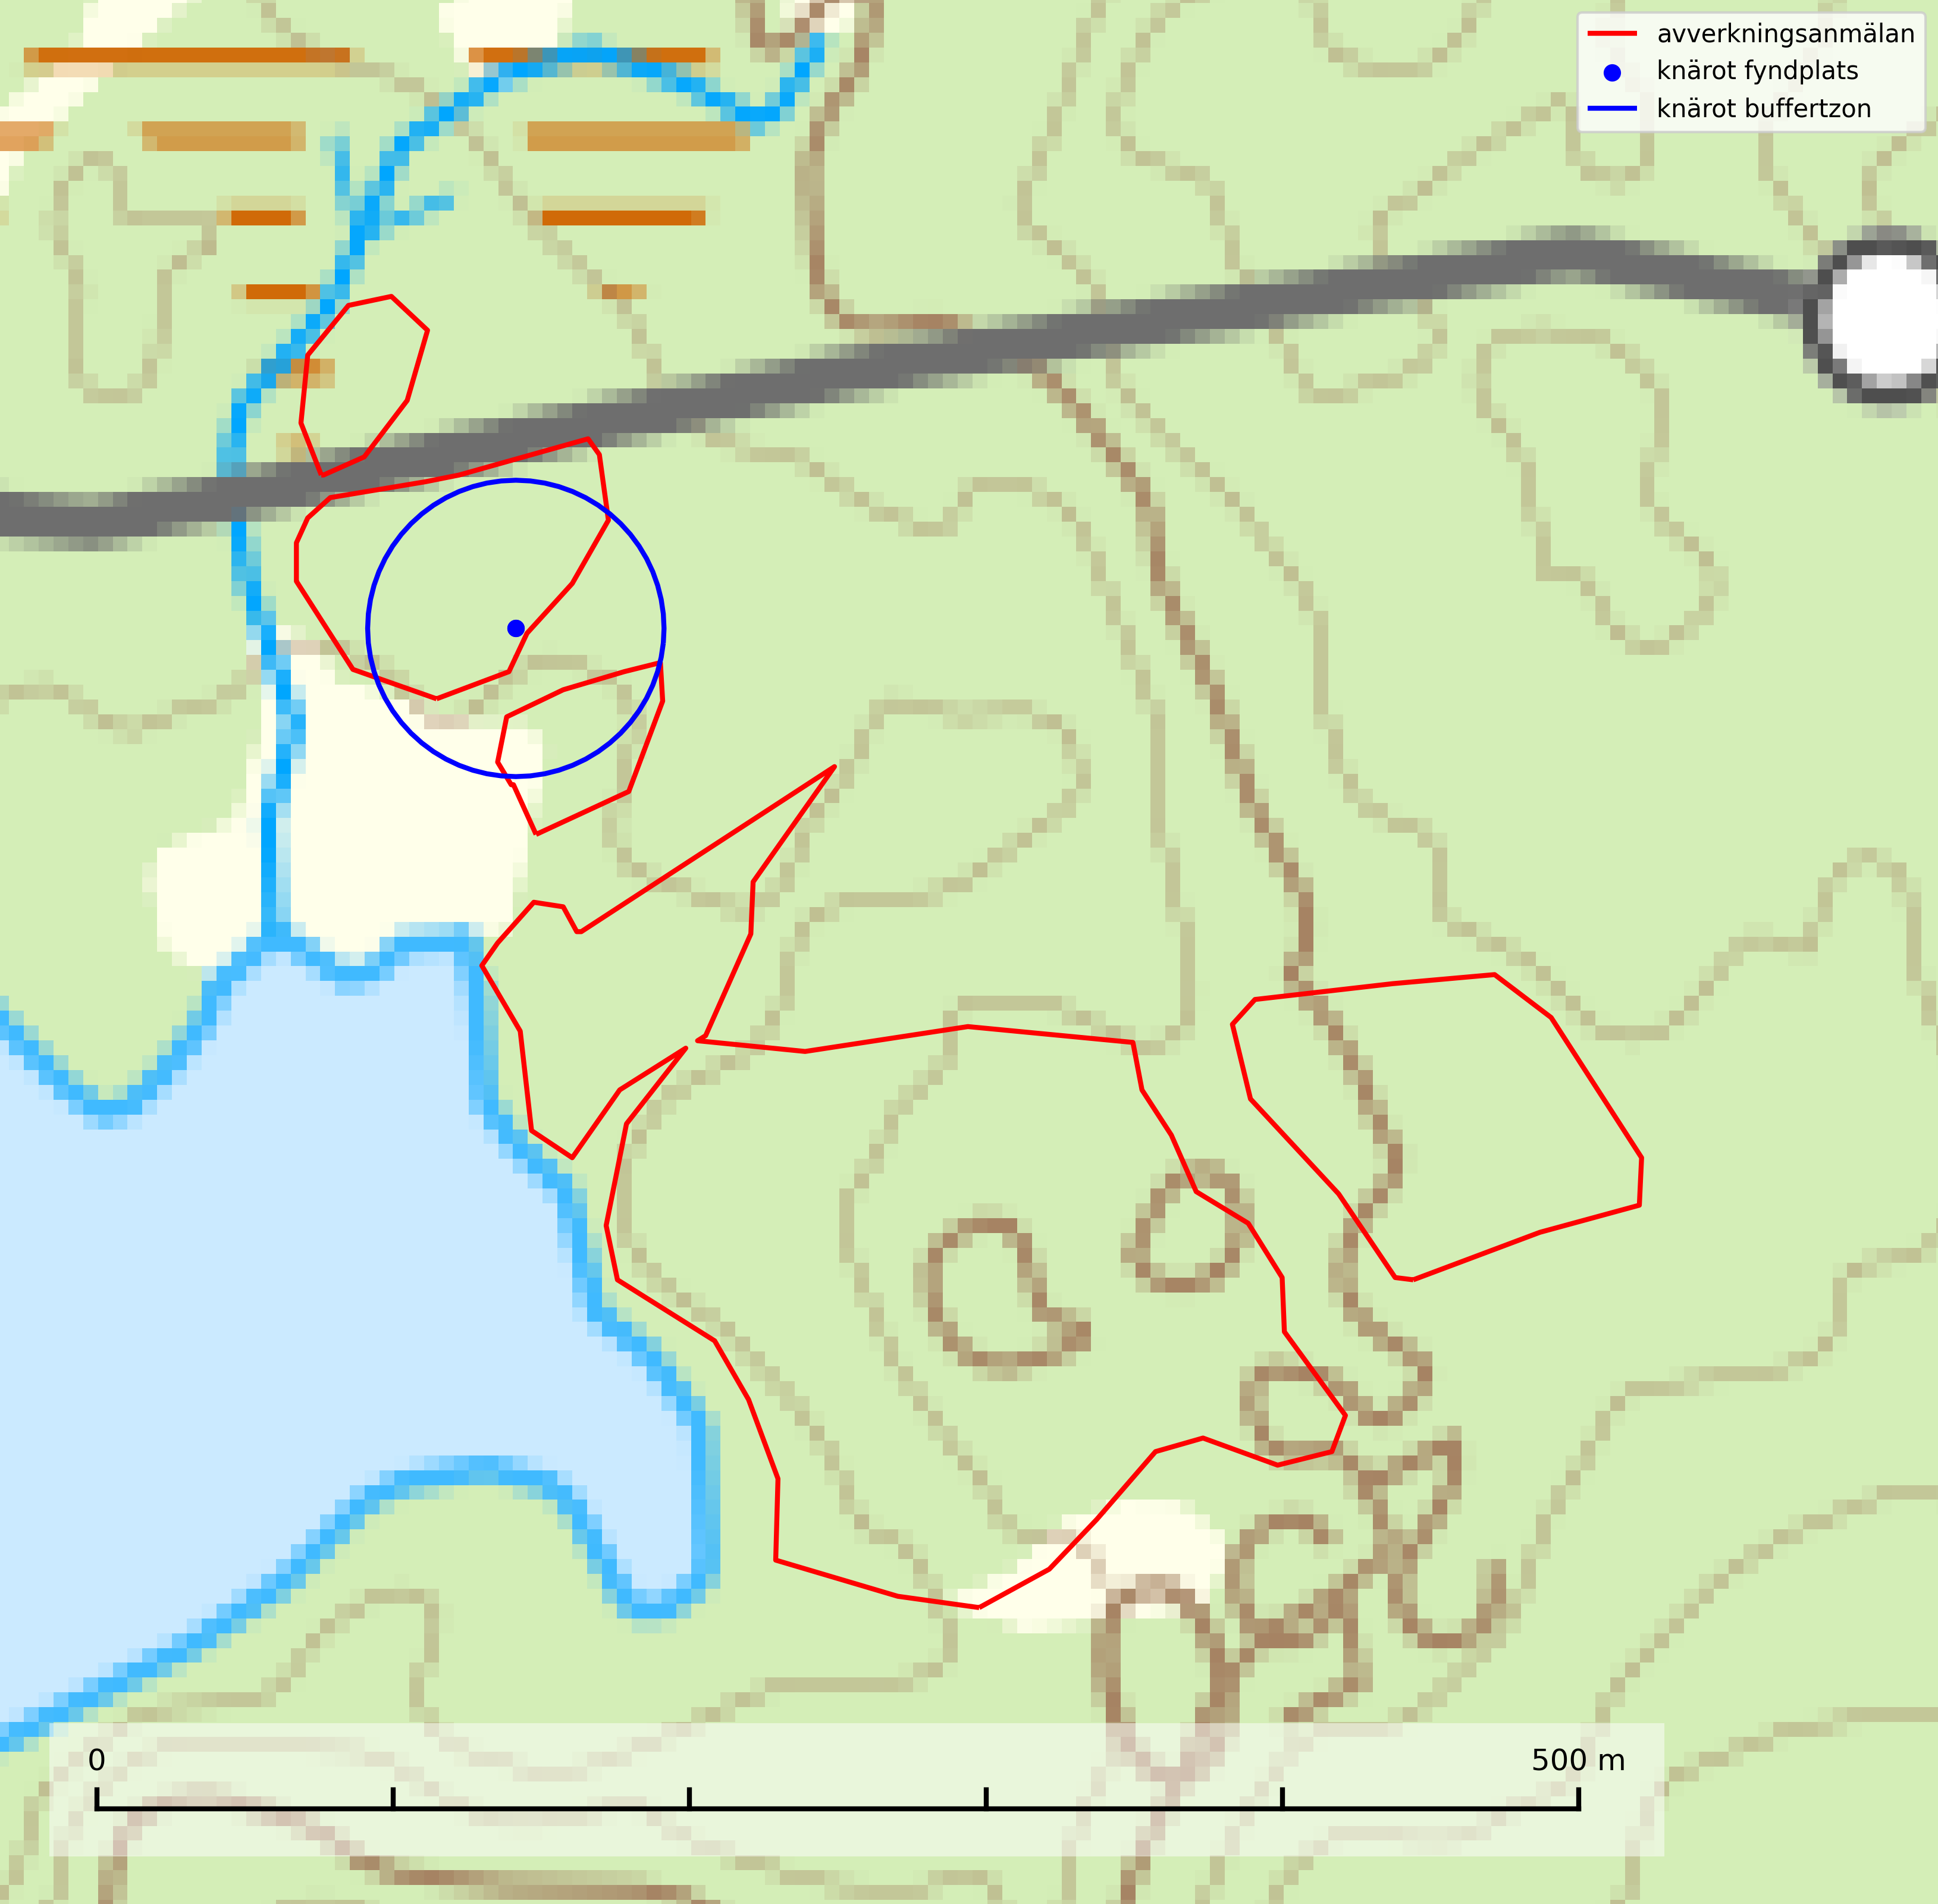 avverkningsanmälan
knärot fyndplats
knärot buffertzon
0
500 m